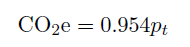 CO₂e = 0.954pₜ